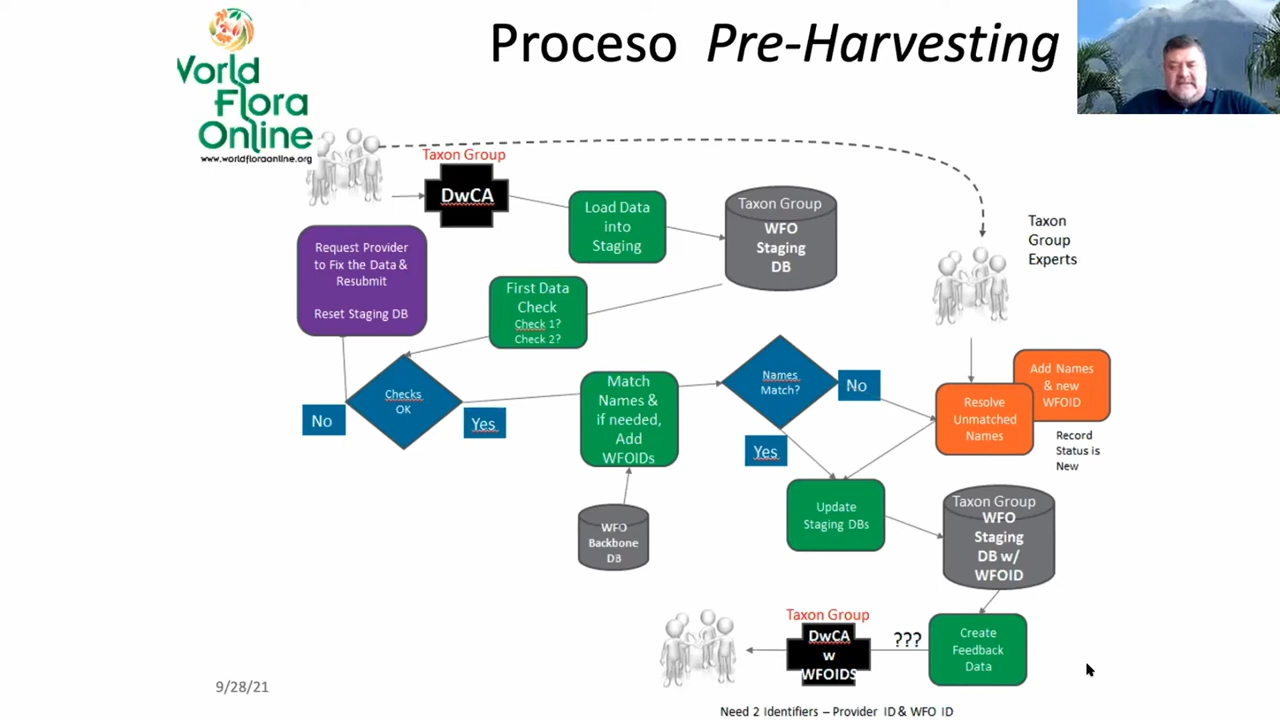 Proceso Pre-Harvesting
World
Flora
Online
www.worldfloraonline.org
Taxon Group
DwCA
Load Data
into
Staging
Taxon Group
WFO
Staging
DB
Taxon
Group
Experts
Request Provider
to Fix the Data &
Resubmit
Reset Staging DB
First Data
Check
Check 1?
Check 2?
Checks
OK
No
Yes
Match
Names &
if needed,
Add
WFOIDs
Names
Match?
No
Yes
Add Names
& new
WFOID
Resolve
Unmatched
Names
Record
Status is
New
WFO
Backbone
DB
Update
Staging DBs
Taxon Group
WFO
Staging
DB w/
WFOID
Taxon Group
DwCA
w
WFOIDS
???
Create
Feedback
Data
9/28/21
Need 2 Identifiers – Provider ID & WFO ID